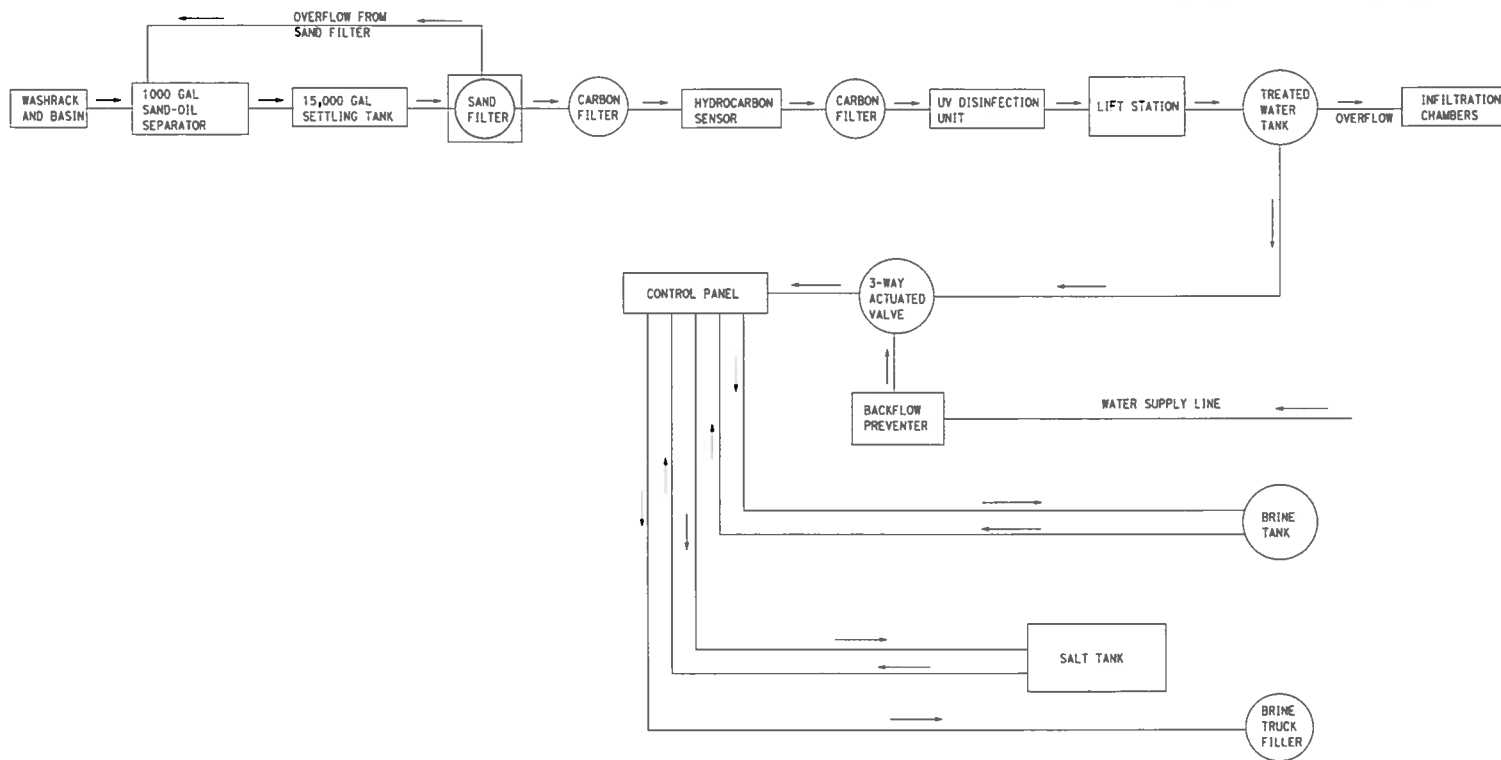 OVERFLOW FROM
SAND FILTER
WASHRACK
AND BASIN
1000 GAL
SAND-OIL
SEPARATOR
15,000 GAL
SETTLING TANK
SAND
FILTER
CARBON
FILTER
HYDROCARBON
SENSOR
CARBON
FILTER
UV DISINFECTION
UNIT
LIFT STATION
TREATED
WATER
TANK
OVERFLOW
INFILTRATION
CHAMBERS
CONTROL PANEL
3-WAY
ACTUATED
VALVE
BACKFLOW
PREVENTER
WATER SUPPLY LINE
BRINE
TANK
SALT TANK
BRINE
TRUCK
FILLER